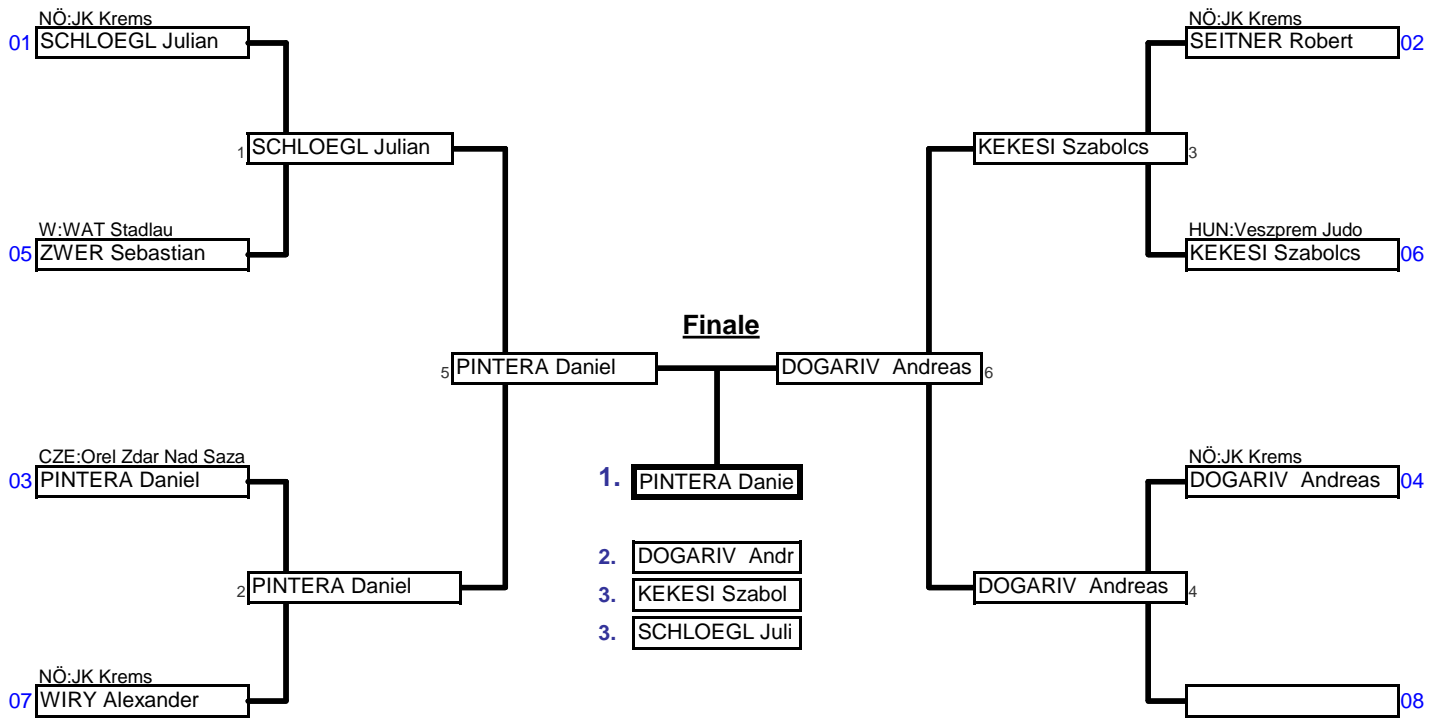 NÖ:JK Krems
01 SCHLOEGL Julian
NÖ:JK Krems
SEITNER Robert 02
1 SCHLOEGL Julian
KEKESI Szabolcs 3
W:WAT Stadlau
05 ZWER Sebastian
HUN:Veszprem Judo
KEKESI Szabolcs 06
Finale
5 PINTERA Daniel
DOGARIV  Andreas 6
CZE:Orel Zdar Nad Saza
03 PINTERA Daniel
1. PINTERA Danie
NÖ:JK Krems
DOGARIV  Andreas 04
2. DOGARIV  Andr
2 PINTERA Daniel
3. KEKESI Szabol
DOGARIV  Andreas 4
3. SCHLOEGL Juli
NÖ:JK Krems
07 WIRY Alexander
08